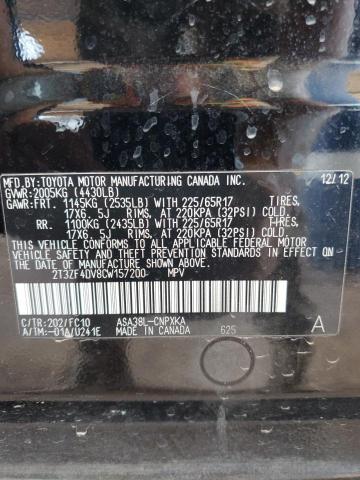 MFD.BY:TOYOTA MOTOR MANUFACTURING CANADA INC. 12/12
GVWR:2005KG (4430LB)
GAWR:FRT. 1145KG (2535LB) WITH 225/65R17 TIRES,
17X6.5J RIMS, AT 220KPA (32PSI) COLD.
RR. 1100KG (2435LB) WITH 225/65R17 TIRES,
17X6.5J RIMS, AT 220KPA (32PSI) COLD.
THIS VEHICLE CONFORMS TO ALL APPLICABLE FEDERAL MOTOR
VEHICLE SAFETY STANDARDS IN EFFECT ON THE DATE OF
MANUFACTURE SHOWN ABOVE.
2T3ZF4DV8CW157200 MPV
C/TR:202/FC10 ASA38L-CNPXKA A
A/TM:-01A/U241E MADE IN CANADA 625